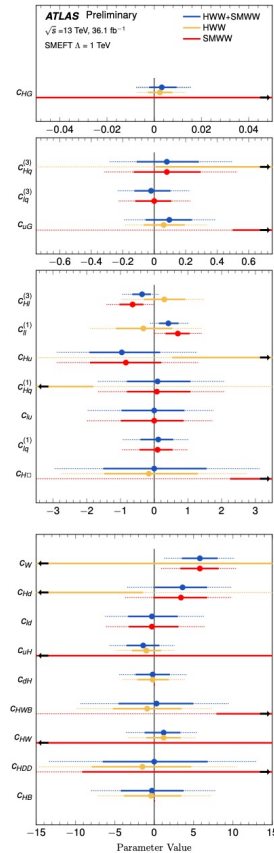 ATLAS Preliminary
√s =13 TeV, 36.1 fb⁻¹
SMEFT Λ = 1 TeV
HWW+SMWW
HWW
SMWW
c_HG
−0.04 −0.02 0 0.02 0.04
c_Hq^(3)
c_lq^(3)
c_uG
−0.6 −0.4 −0.2 0 0.2 0.4 0.6
c_Hl^(3)
c_ll^(1)
c_Hu
c_Hq^(1)
c_lu
c_lq^(1)
c_H□
−3 −2 −1 0 1 2 3
c_W
c_Hd
c_ld
c_uH
c_dH
c_HWB
c_HW
c_HDD
c_HB
−15 −10 −5 0 5 10 15
Parameter Value